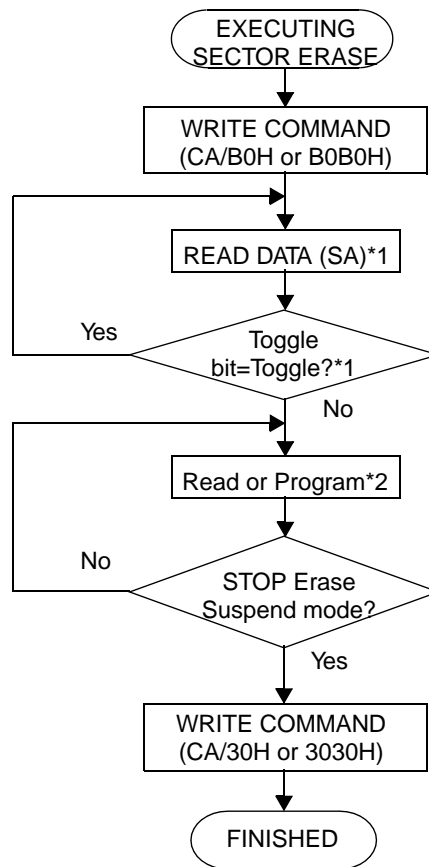 EXECUTING
SECTOR ERASE
WRITE COMMAND
(CA/B0H or B0B0H)
READ DATA (SA)*1
Yes
Toggle
bit=Toggle?*1
No
Read or Program*2
No
STOP Erase
Suspend mode?
Yes
WRITE COMMAND
(CA/30H or 3030H)
FINISHED